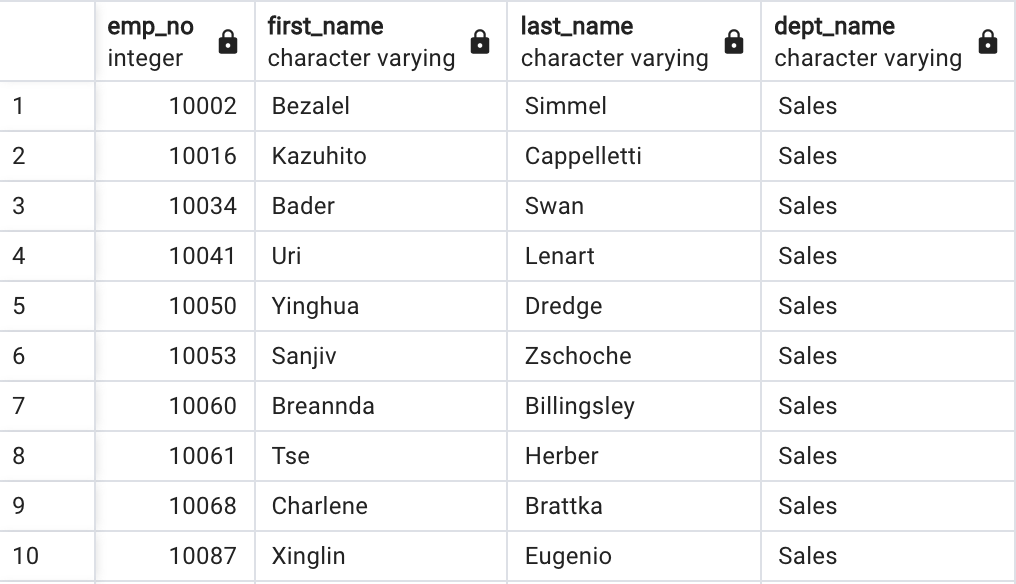 emp_no first_name last_name dept_name
integer character varying character varying character varying
1 10002 Bezalel Simmel Sales
2 10016 Kazuhito Cappelletti Sales
3 10034 Bader Swan Sales
4 10041 Uri Lenart Sales
5 10050 Yinghua Dredge Sales
6 10053 Sanjiv Zschoche Sales
7 10060 Breannda Billingsley Sales
8 10061 Tse Herber Sales
9 10068 Charlene Brattka Sales
10 10087 Xinglin Eugenio Sales